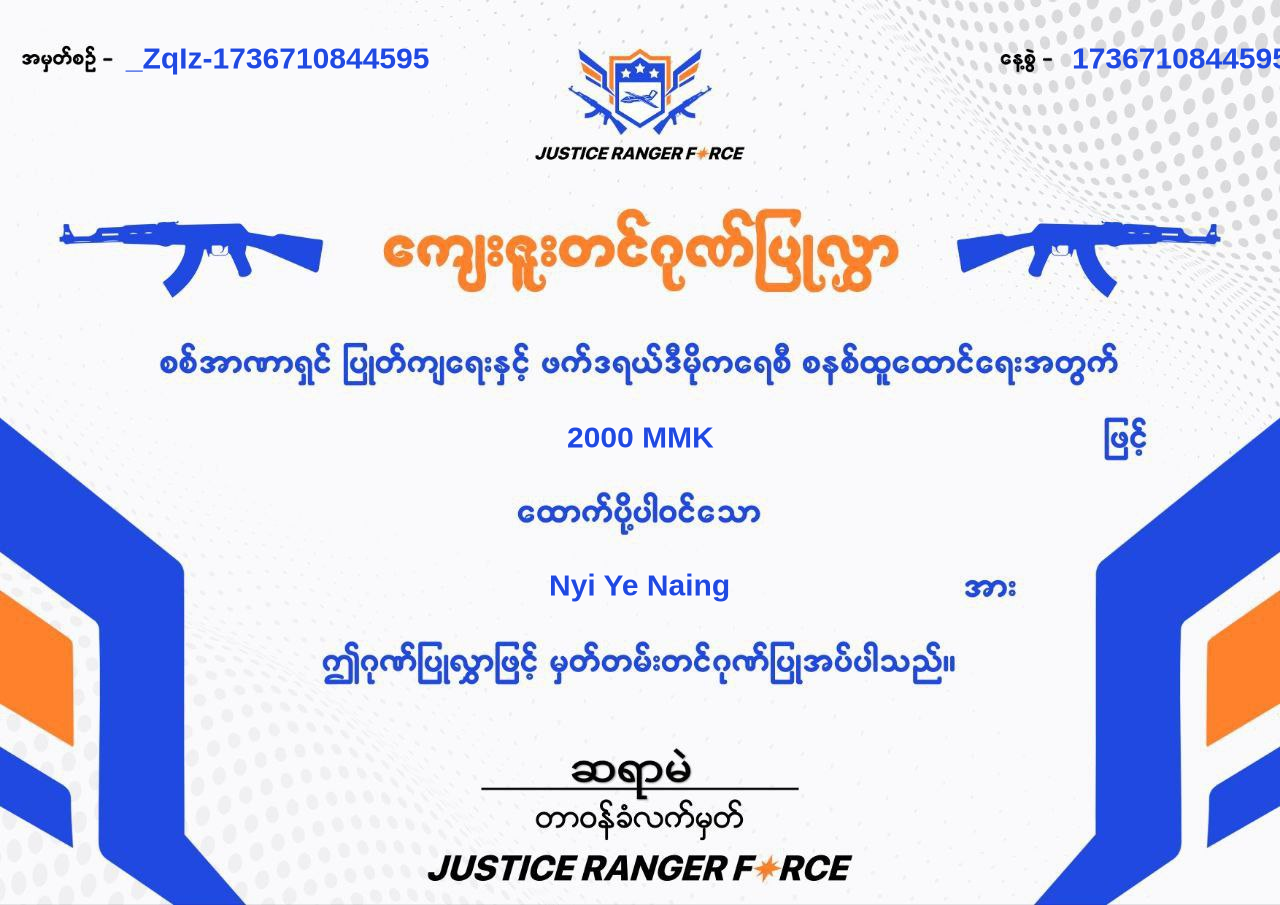 အမှတ်စဉ် - _ZqIz-1736710844595
နေ့စွဲ - 1736710844595
JUSTICE RANGER FORCE
ကျေးဇူးတင်ဂုဏ်ပြုလွှာ
စစ်အာဏာရှင် ပြုတ်ကျရေးနှင့် ဖက်ဒရယ်ဒီမိုကရေစီ စနစ်ထူထောင်ရေးအတွက်
2000 MMK ဖြင့်
ထောက်ပို့ပါဝင်သော
Nyi Ye Naing အား
ဤဂုဏ်ပြုလွှာဖြင့် မှတ်တမ်းတင်ဂုဏ်ပြုအပ်ပါသည်။
ဆရာမဲ
တာဝန်ခံလက်မှတ်
JUSTICE RANGER FORCE